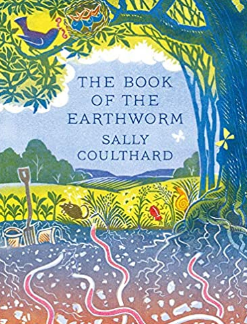 THE BOOK
OF THE
EARTHWORM
SALLY
COULTHARD